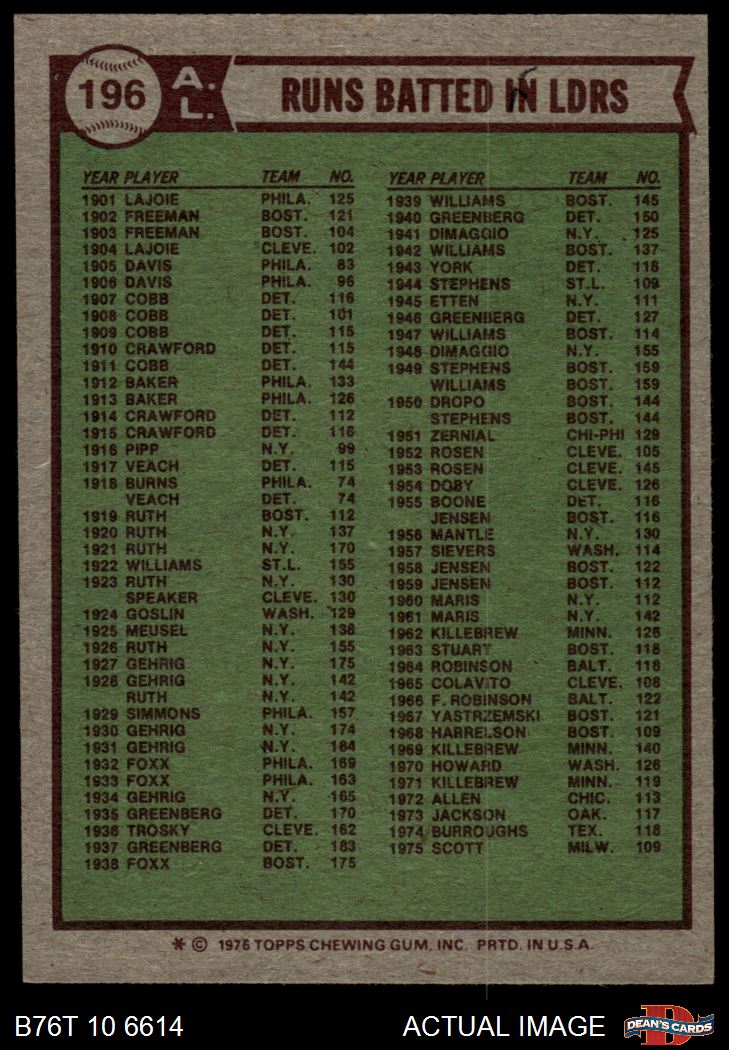 196 A. L. RUNS BATTED IN LDRS
YEAR PLAYER TEAM NO.
1901 LAJOIE PHILA. 125
1902 FREEMAN BOST. 121
1903 FREEMAN BOST. 104
1904 LAJOIE CLEVE. 102
1905 DAVIS PHILA. 83
1906 DAVIS PHILA. 96
1907 COBB DET. 116
1908 COBB DET. 101
1909 COBB DET. 115
1910 CRAWFORD DET. 115
1911 COBB DET. 144
1912 BAKER PHILA. 133
1913 BAKER PHILA. 126
1914 CRAWFORD DET. 112
1915 CRAWFORD DET. 116
1916 PIPP N.Y. 99
1917 VEACH DET. 115
1918 BURNS PHILA. 74
VEACH DET. 74
1919 RUTH BOST. 112
1920 RUTH N.Y. 137
1921 RUTH N.Y. 170
1922 WILLIAMS ST.L. 155
1923 RUTH N.Y. 130
SPEAKER CLEVE. 130
1924 GOSLIN WASH. 129
1925 MEUSEL N.Y. 138
1926 RUTH N.Y. 155
1927 GEHRIG N.Y. 175
1928 GEHRIG N.Y. 142
RUTH N.Y. 142
1929 SIMMONS PHILA. 157
1930 GEHRIG N.Y. 174
1931 GEHRIG N.Y. 184
1932 FOXX PHILA. 169
1933 FOXX PHILA. 163
1934 GEHRIG N.Y. 165
1935 GREENBERG DET. 170
1936 TROSKY CLEVE. 162
1937 GREENBERG DET. 183
1938 FOXX BOST. 175
YEAR PLAYER TEAM NO.
1939 WILLIAMS BOST. 145
1940 GREENBERG DET. 150
1941 DIMAGGIO N.Y. 125
1942 WILLIAMS BOST. 137
1943 YORK DET. 118
1944 STEPHENS ST.L. 109
1945 ETTEN N.Y. 111
1946 GREENBERG DET. 127
1947 WILLIAMS BOST. 114
1948 DIMAGGIO N.Y. 155
1949 STEPHENS BOST. 159
WILLIAMS BOST. 159
1950 DROPO BOST. 144
STEPHENS BOST. 144
1951 ZERNIAL CHI-PHI 129
1952 ROSEN CLEVE. 105
1953 ROSEN CLEVE. 145
1954 DOBY CLEVE. 126
1955 BOONE DET. 116
JENSEN BOST. 116
1956 MANTLE N.Y. 130
1957 SIEVERS WASH. 114
1958 JENSEN BOST. 122
1959 JENSEN BOST. 112
1960 MARIS N.Y. 112
1961 MARIS N.Y. 142
1962 KILLEBREW MINN. 126
1963 STUART BOST. 118
1964 ROBINSON BALT. 118
1965 COLAVITO CLEVE. 108
1966 F. ROBINSON BALT. 122
1967 YASTRZEMSKI BOST. 121
1968 HARRELSON BOST. 109
1969 KILLEBREW MINN. 140
1970 HOWARD WASH. 126
1971 KILLEBREW MINN. 119
1972 ALLEN CHIC. 113
1973 JACKSON OAK. 117
1974 BURROUGHS TEX. 118
1975 SCOTT MILW. 109
* © 1976 TOPPS CHEWING GUM, INC. PRTD. IN U.S.A.
B76T 10 6614 ACTUAL IMAGE D DEAN'S CARDS